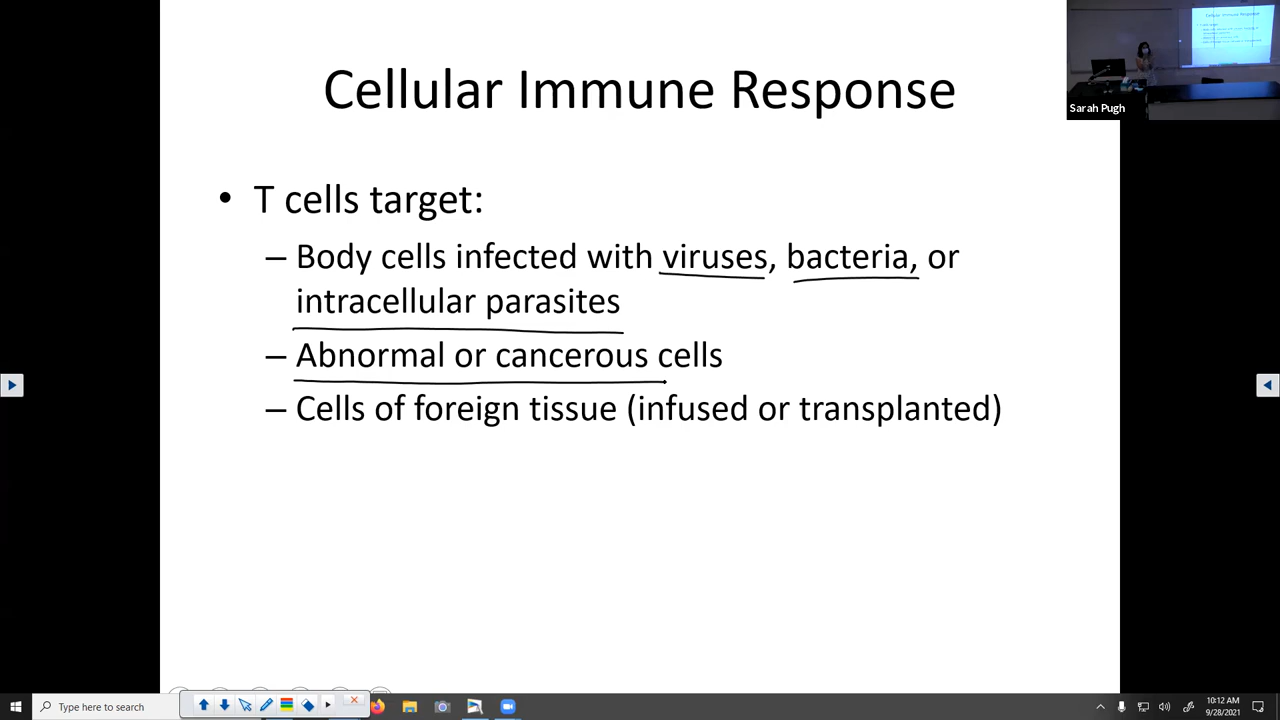 Cellular Immune Response
Sarah Pugh
• T cells target:
– Body cells infected with viruses, bacteria, or
intracellular parasites
– Abnormal or cancerous cells
– Cells of foreign tissue (infused or transplanted)
Type here to search
10:12 AM
9/28/2021